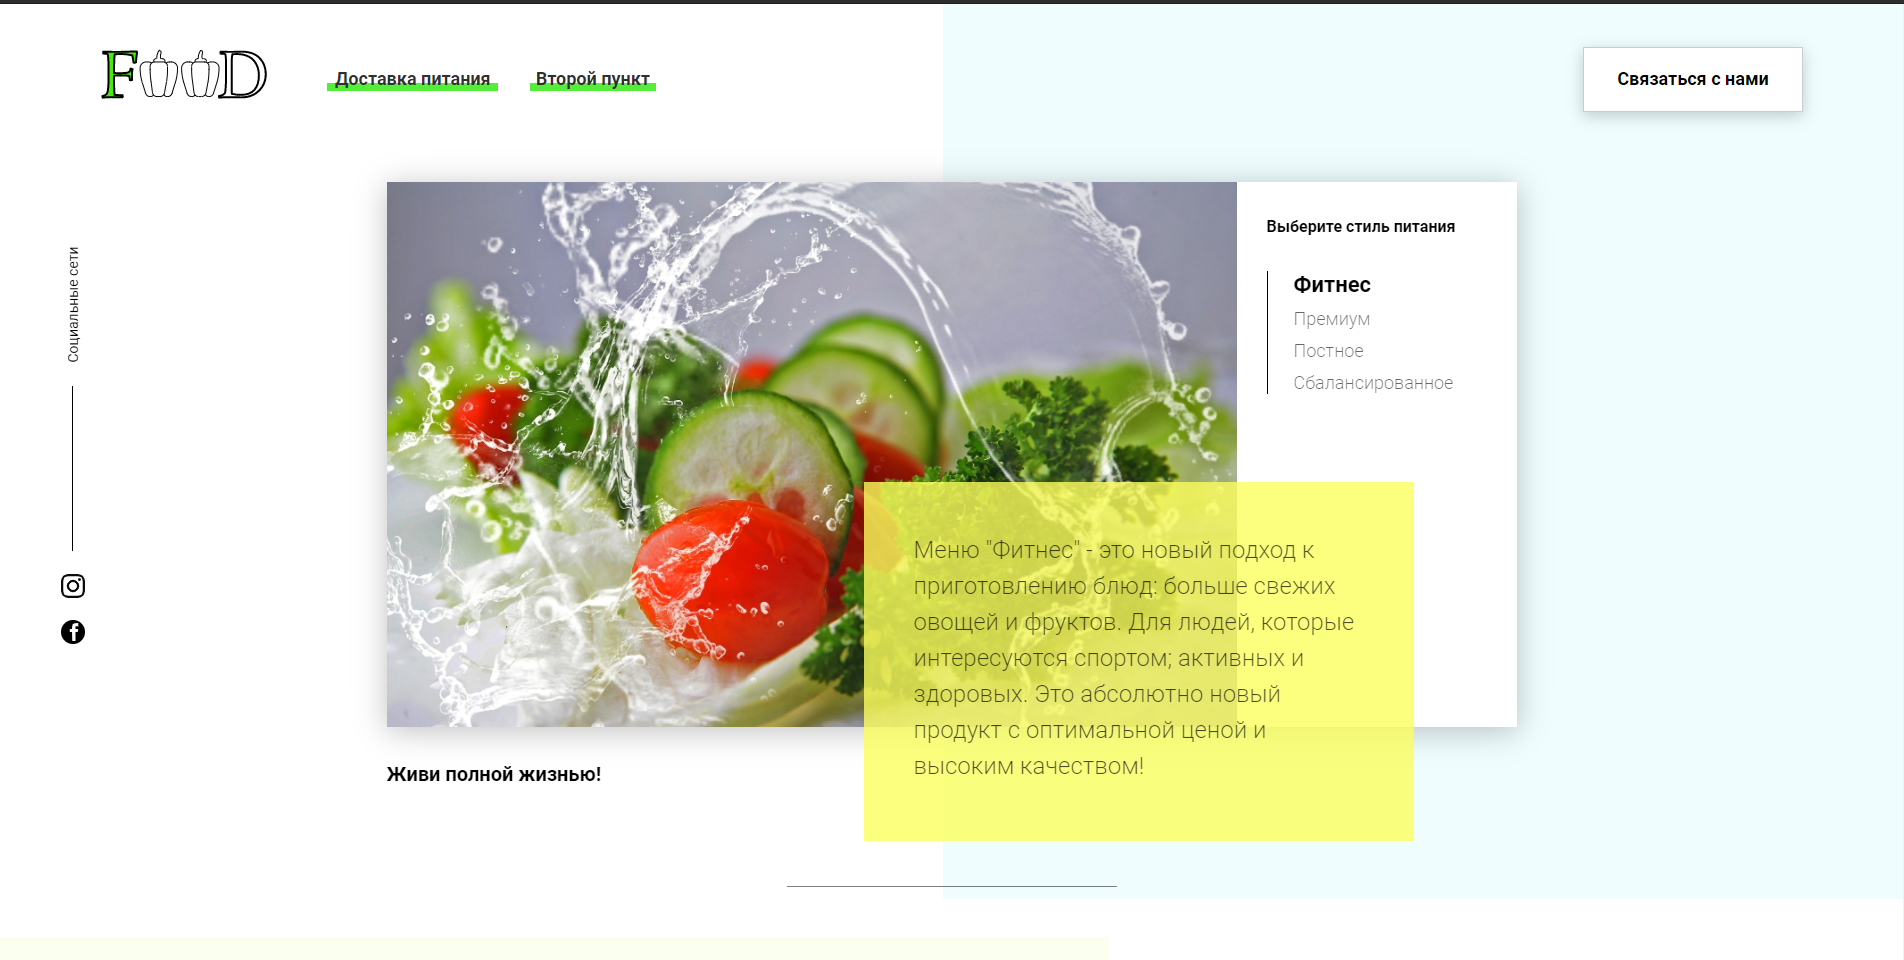 FooD
Доставка питания
Второй пункт
Связаться с нами
Социальные сети
Выберите стиль питания
Фитнес
Премиум
Постное
Сбалансированное
Меню "Фитнес" - это новый подход к
приготовлению блюд: больше свежих
овощей и фруктов. Для людей, которые
интересуются спортом; активных и
здоровых. Это абсолютно новый
продукт с оптимальной ценой и
высоким качеством!
Живи полной жизнью!